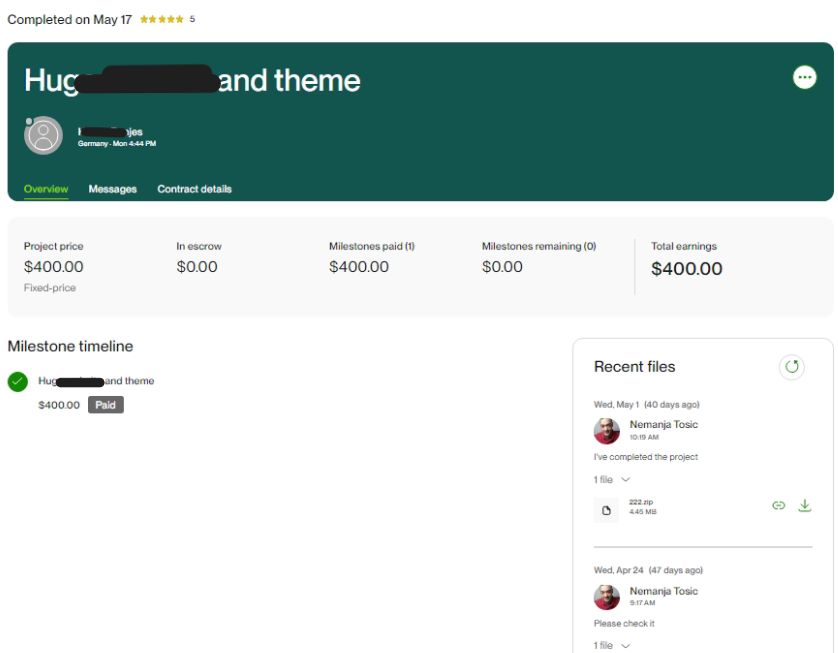 Completed on May 17 5
Hug and theme
jes
Germany - Mon 4:44 PM
Overview Messages Contract details
Project price In escrow Milestones paid (1) Milestones remaining (0) Total earnings
$400.00 $0.00 $400.00 $0.00 $400.00
Fixed-price
Milestone timeline
Hug and theme
$400.00 Paid
Recent files
Wed, May 1 (40 days ago)
Nemanja Tosic
10:19 AM
I've completed the project
1 file
222.zip
4.45 MB
Wed, Apr 24 (47 days ago)
Nemanja Tosic
9:17 AM
Please check it
1 file